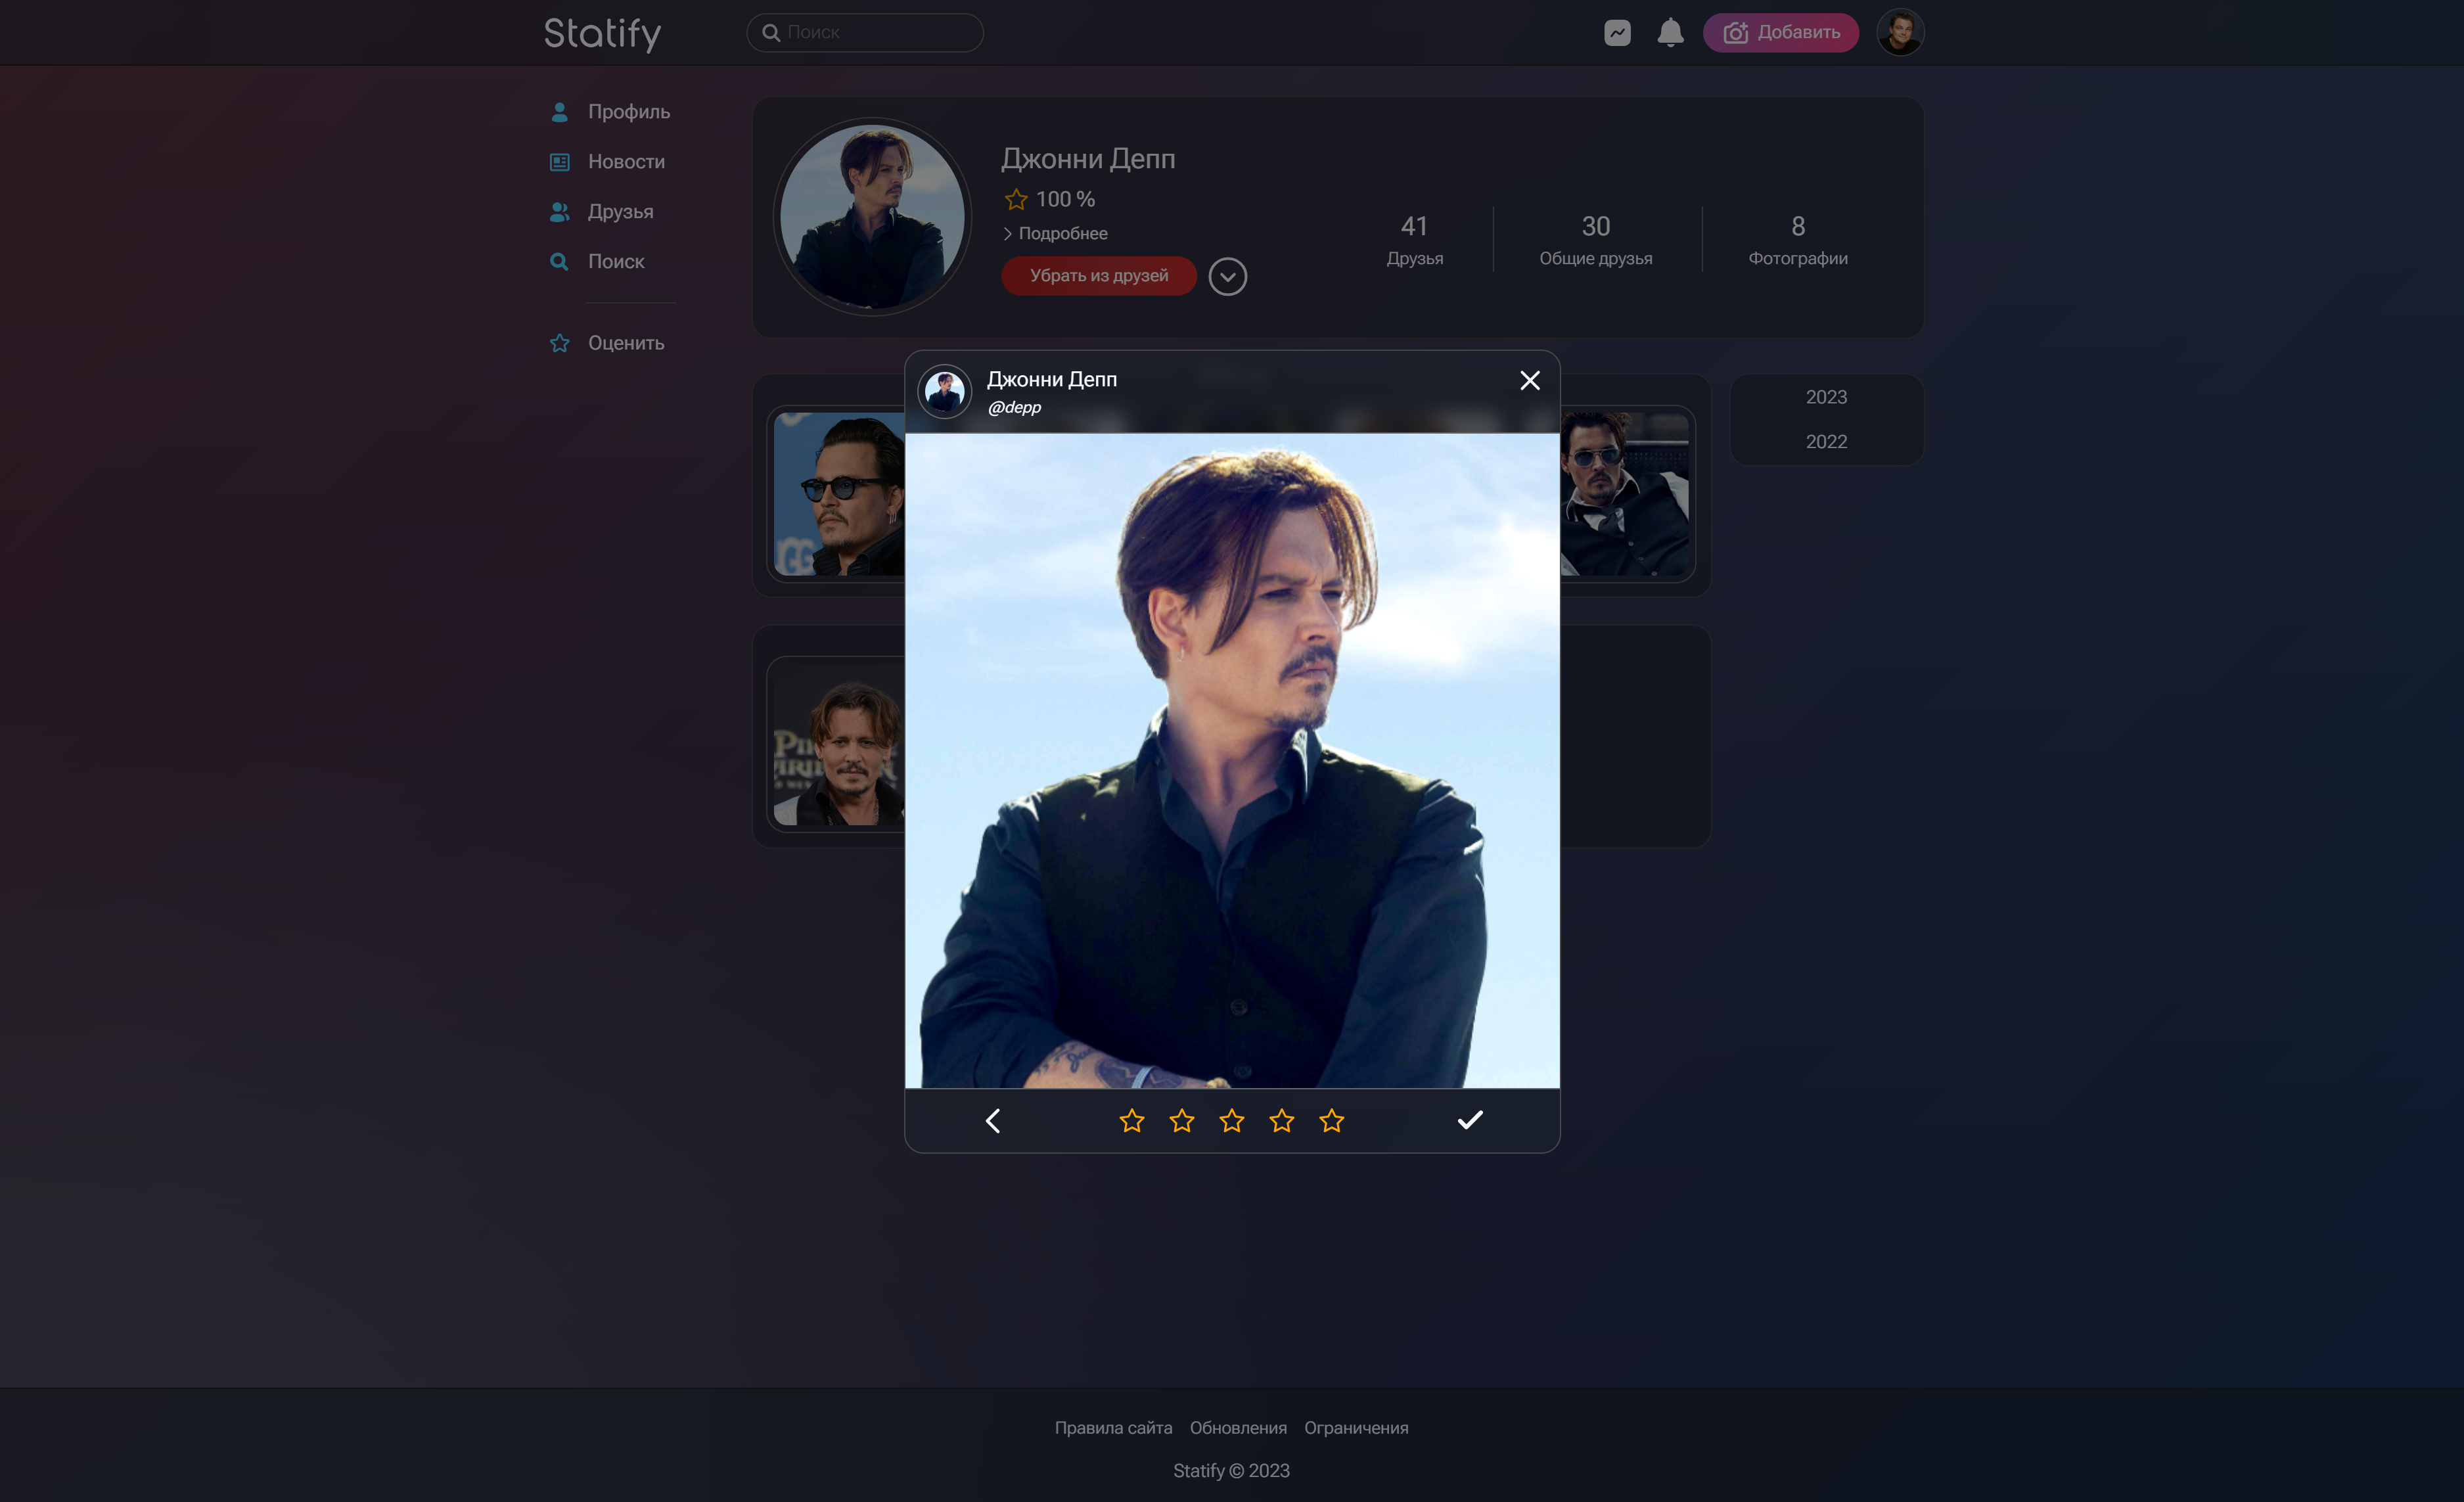 Statify
Поиск
Добавить
Профиль
Новости
Друзья
Поиск
Оценить
Джонни Депп
100 %
Подробнее
Убрать из друзей
41
Друзья
30
Общие друзья
8
Фотографии
Джонни Депп
@depp
2023
2022
Правила сайта Обновления Ограничения
Statify © 2023